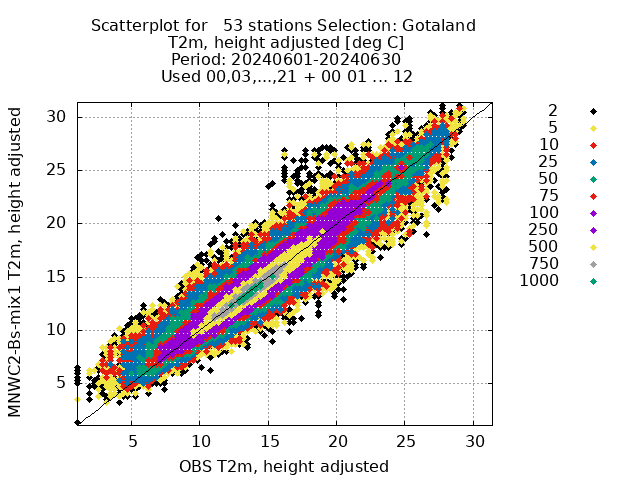 Scatterplot for   53 stations Selection: Gotaland
T2m, height adjusted [deg C]
Period: 20240601-20240630
Used 00,03,...,21 + 00 01 ... 12
MNWC2-Bs-mix1 T2m, height adjusted
30
25
20
15
10
5
5 10 15 20 25 30
OBS T2m, height adjusted
2
5
10
25
50
75
100
250
500
750
1000